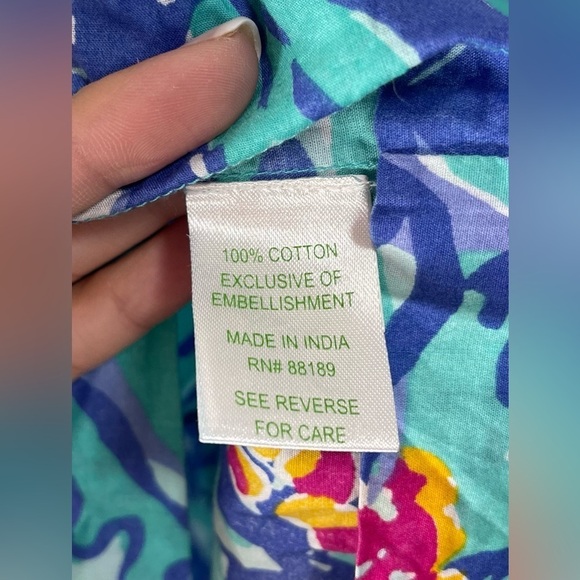 100% COTTON
EXCLUSIVE OF
EMBELLISHMENT
MADE IN INDIA
RN# 88189
SEE REVERSE
FOR CARE